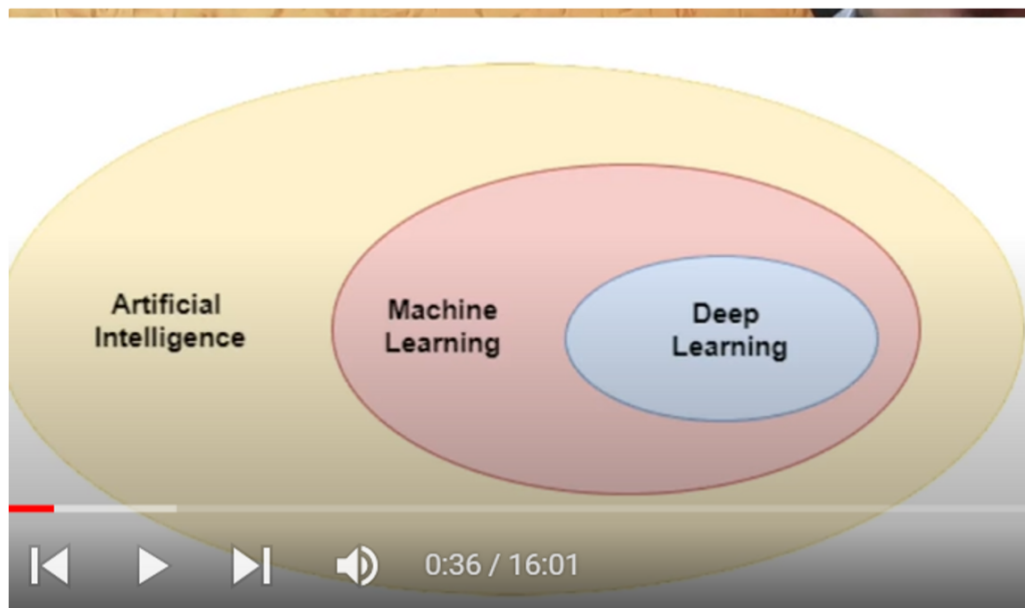 Artificial
Intelligence
Machine
Learning
Deep
Learning
0:36 / 16:01